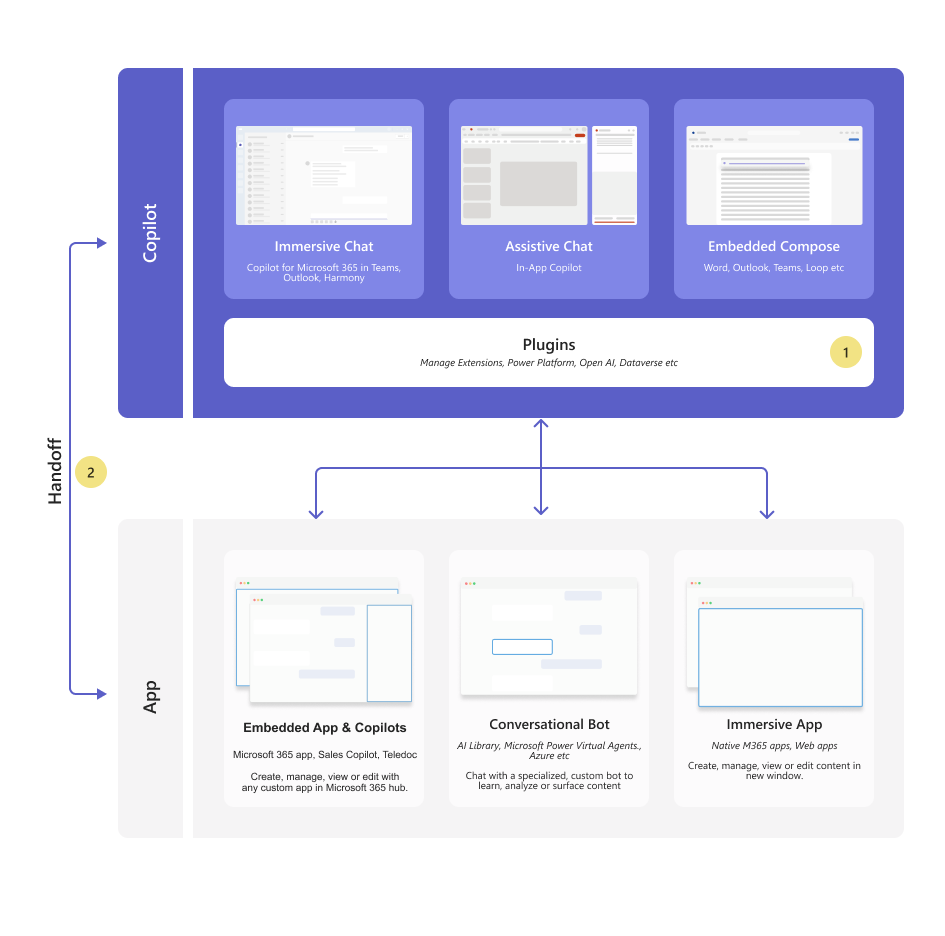 Copilot
Immersive Chat
Copilot for Microsoft 365 in Teams,
Outlook, Harmony
Assistive Chat
In-App Copilot
Embedded Compose
Word, Outlook, Teams, Loop etc
Plugins
Manage Extensions, Power Platform, Open AI, Dataverse etc
1
Handoff
2
App
Embedded App & Copilots
Microsoft 365 app, Sales Copilot, Teledoc
Create, manage, view or edit with
any custom app in Microsoft 365 hub.
Conversational Bot
AI Library, Microsoft Power Virtual Agents.,
Azure etc
Chat with a specialized, custom bot to
learn, analyze or surface content
Immersive App
Native M365 apps, Web apps
Create, manage, view or edit content in
new window.